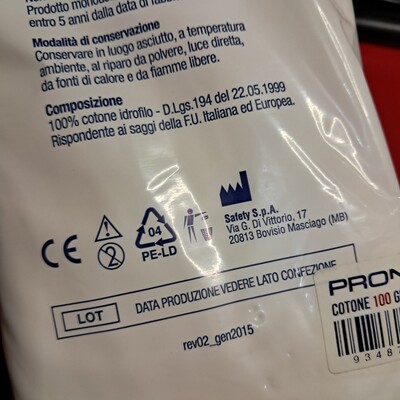 Prodotto monouso
entro 5 anni dalla data di
Modalità di conservazione
Conservare in luogo asciutto, a temperatura
ambiente, al riparo da polvere, luce diretta,
da fonti di calore e da fiamme libere.
Composizione
100% cotone idrofilo - D.Lgs.194 del 22.05.1999
Rispondente ai saggi della F.U. Italiana ed Europea.
CE
2
04
PE-LD
Safety S.p.A.
Via G. Di Vittorio, 17
20813 Bovisio Masciago (MB)
LOT
DATA PRODUZIONE VEDERE LATO CONFEZIONE
rev02_gen2015
PRON
COTONE 100 G
9348